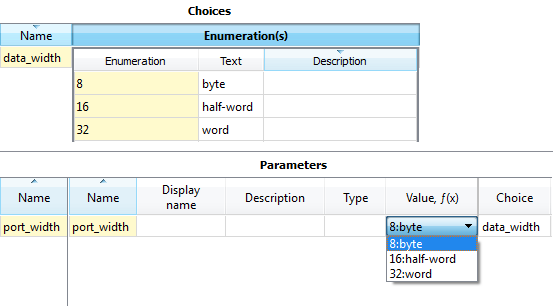 Choices
Name Enumeration(s)
data_width Enumeration Text Description
8 byte
16 half-word
32 word
Parameters
Name Name Display name Description Type Value, ƒ(x) Choice
port_width port_width 8:byte data_width
8:byte
16:half-word
32:word